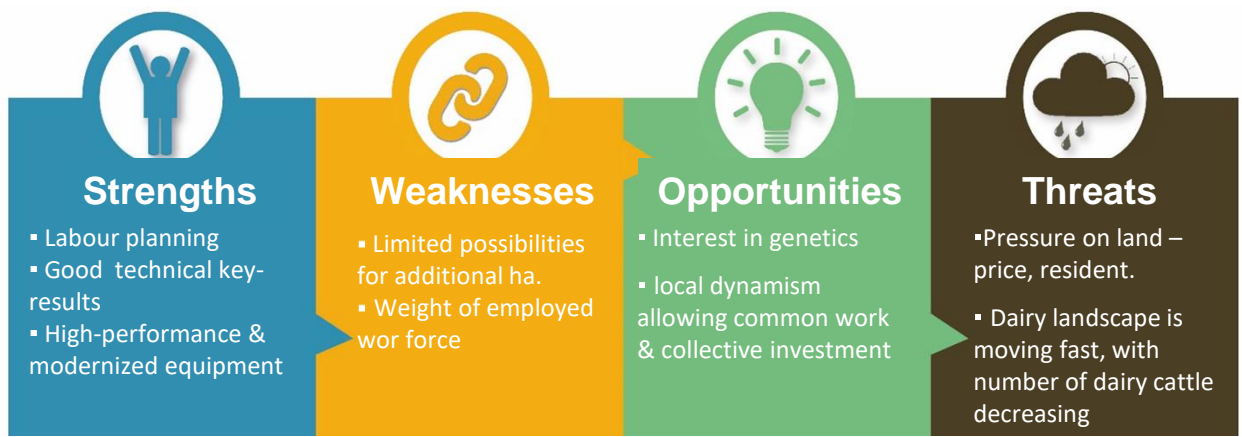 Strengths
▪ Labour planning
▪ Good technical key-
results
▪ High-performance &
modernized equipment
Weaknesses
▪ Limited possibilities
for additional ha.
▪ Weight of employed
wor force
Opportunities
▪ Interest in genetics
▪ local dynamism
allowing common work
& collective investment
Threats
▪Pressure on land –
price, resident.
▪ Dairy landscape is
moving fast, with
number of dairy cattle
decreasing